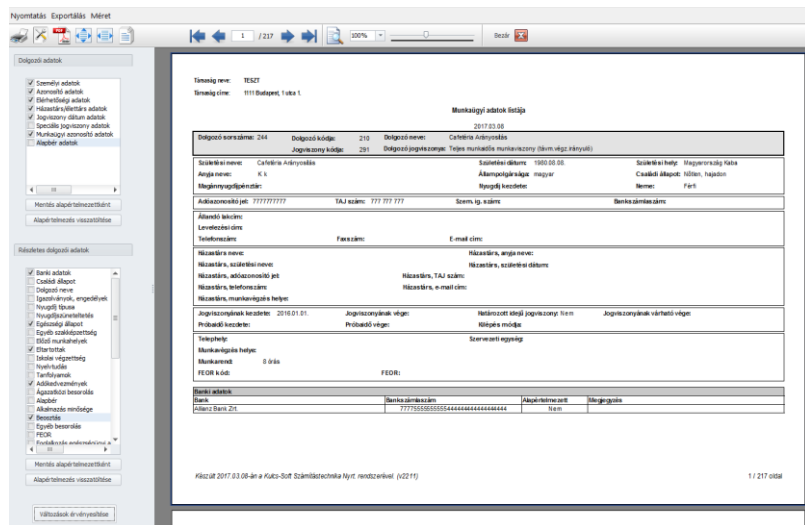 Nyomtatás Exportálás Méret
1 / 217 100% Bezár
Dolgozói adatok
Személyi adatok
Azonosító adatok
Elérhetőségi adatok
Házastárs/élettárs adatok
Jogviszony dátum adatok
Speciális jogviszony adatok
Munkaügyi azonosító adatok
Alapbér adatok
Mentés alapértelmezettként
Alapértelmezés visszatöltése
Részletes dolgozói adatok
Banki adatok
Családi állapot
Dolgozó neve
Igazolványok, engedélyek
Nyugdíj típusa
Nyugdíjszüneteltetés
Egészségi állapot
Egyéb szakképzettség
Előző munkahelyek
Eltartottak
Iskolai végzettség
Nyelvtudás
Tanfolyamok
Adókedvezmények
Ágazatközi besorolás
Alapbér
Alkalmazás minősége
Beosztás
Egyéb besorolás
FEOR
Mentés alapértelmezettként
Alapértelmezés visszatöltése
Változások érvényesítése
Társaság neve: TESZT
Társaság címe: 1111 Budapest, 1 utca 1.
Munkaügyi adatok listája
2017.03.08
Dolgozó sorszáma: 244 Dolgozó kódja: 210 Dolgozó neve: Cafetéria Arányosítás
Jogviszony kódja: 291 Dolgozó jogviszonya: Teljes munkaidős munkaviszony (távm.végz.irányuló)
Születési neve: Cafetéria Arányosítás Születési dátum: 1980.08.08. Születési hely: Magyarország Kaba
Anyja neve: K k Állampolgársága: magyar Családi állapot: Nőtlen, hajadon
Magánnyugdíjpénztár: Nyugdíj kezdete: Neme: Férfi
Adóazonosító jel: 7777777777 TAJ szám: 777 777 777 Szem. ig. szám: Bankszámlaszám:
Állandó lakcím:
Levelezési cím:
Telefonszám: Faxszám: E-mail cím:
Házastárs neve: Házastárs, anyja neve:
Házastárs, születési neve: Házastárs, születési dátum:
Házastárs, adóazonosító jel: Házastárs, TAJ szám:
Házastárs, telefonszám: Házastárs, e-mail cím:
Házastárs, munkavégzés helye:
Jogviszonyának kezdete: 2016.01.01. Jogviszonyának vége: Határozott idejű jogviszony: Nem Jogviszonyának várható vége:
Próbaidő kezdete: Próbaidő vége: Kilépés módja:
Telephely: Szervezeti egység:
Munkavégzés helye:
Munkarend: 8 órás
FEOR kód: FEOR:
Banki adatok
Bank Bankszámlaszám Alapértelmezett Megjegyzés
Allianz Bank Zrt. Nem
Készült 2017.03.08-án a Kulcs-Soft Számítástechnika Nyrt. rendszerével. (v2211) 1 / 217 oldal